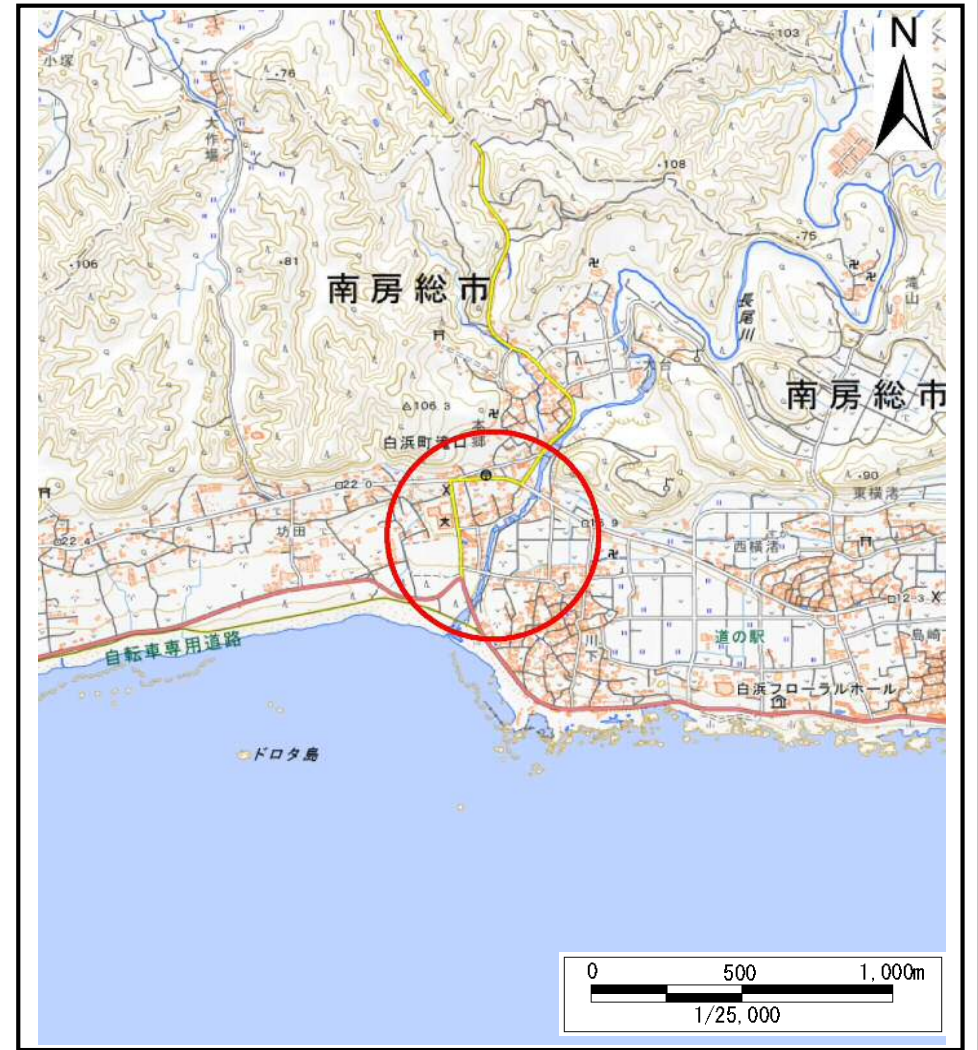 N
小塚
大作場
・76
・103
・108
・75
・106
・81
南房総市
長尾川
滝山
大台
南房総市
△106.3
本郷
白浜町滝口
□22.0
・90
東横渚
□22.4
坊田
西横渚
□12.3
島崎
川下
道の駅
自転車専用道路
白浜フローラルホール
ドロタ島
0 500 1,000m
1/25,000